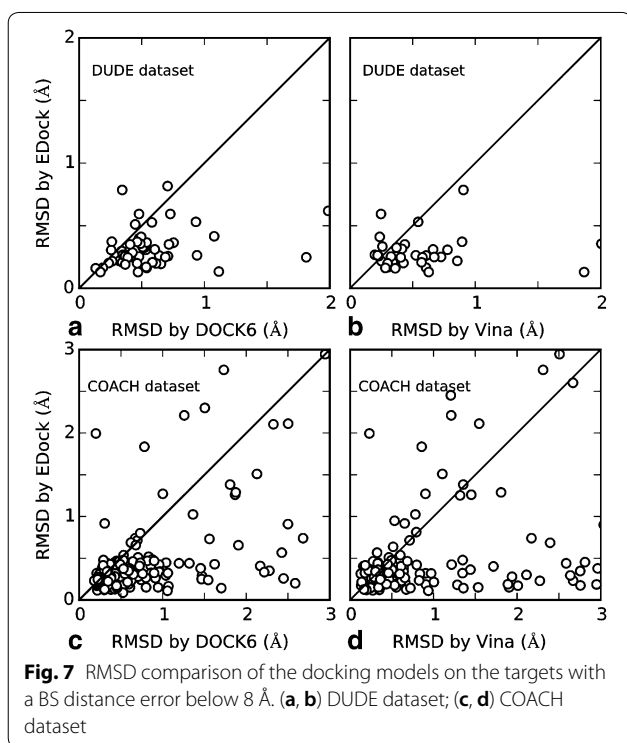 2
DUDE dataset
DUDE dataset
RMSD by EDock (Å)
1
0
0 1 2
0 1 2
a RMSD by DOCK6 (Å)
b RMSD by Vina (Å)
3
COACH dataset
COACH dataset
RMSD by EDock (Å)
2
1
0
0 1 2 3
0 1 2 3
c RMSD by DOCK6 (Å)
d RMSD by Vina (Å)
Fig. 7 RMSD comparison of the docking models on the targets with
a BS distance error below 8 Å. (a, b) DUDE dataset; (c, d) COACH
dataset